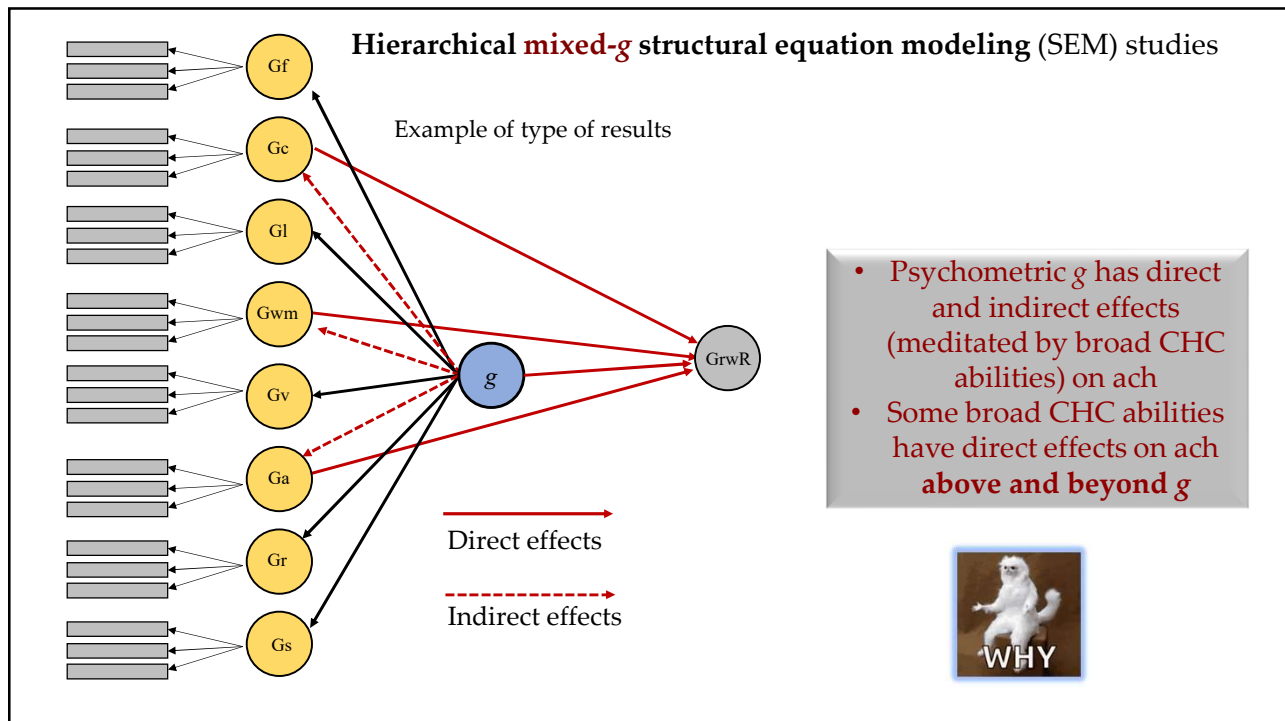 Hierarchical mixed-g structural equation modeling (SEM) studies
Example of type of results
Gf
Gc
Gl
Gwm
Gv
Ga
Gr
Gs
g
GrwR
Direct effects
Indirect effects
• Psychometric g has direct
and indirect effects
(meditated by broad CHC
abilities) on ach
• Some broad CHC abilities
have direct effects on ach
above and beyond g
WHY